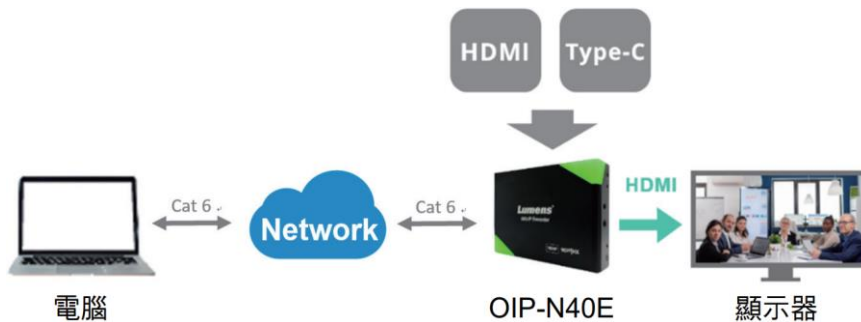 HDMI
Type-C
Cat 6
Network
Cat 6
Lumens
HDMI
電腦
OIP-N40E
顯示器